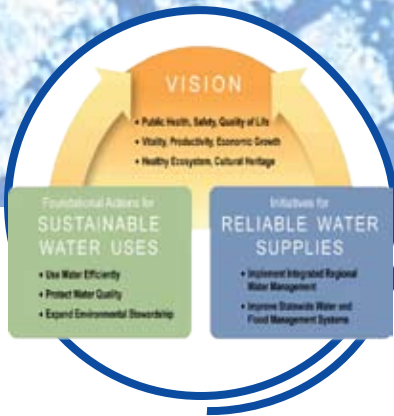 VISION
• Public Health, Safety, Quality of Life
• Vitality, Productivity, Economic Growth
• Healthy Ecosystem, Cultural Heritage
Foundational Actions for
SUSTAINABLE
WATER USES
• Use Water Efficiently
• Protect Water Quality
• Expand Environmental Stewardship
Initiatives for
RELIABLE WATER
SUPPLIES
• Implement Integrated Regional
Water Management
• Improve Statewide Water and
Flood Management Systems